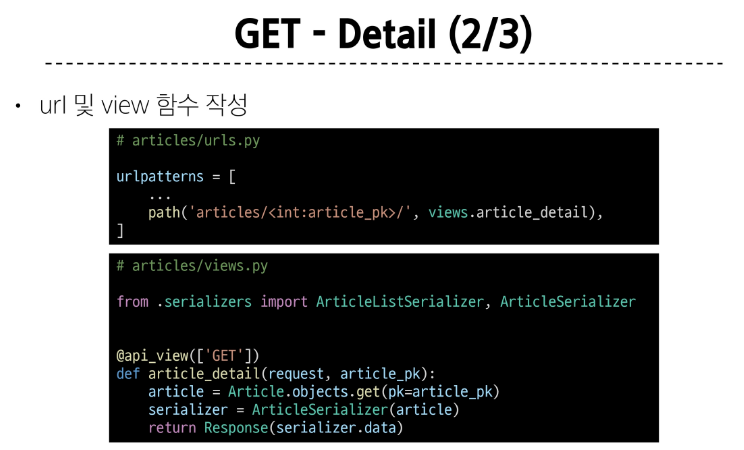 GET - Detail (2/3)
• url 및 view 함수 작성
# articles/urls.py
urlpatterns = [
    ...
    path('articles/<int:article_pk>/', views.article_detail),
]
# articles/views.py
from .serializers import ArticleListSerializer, ArticleSerializer
@api_view(['GET'])
def article_detail(request, article_pk):
    article = Article.objects.get(pk=article_pk)
    serializer = ArticleSerializer(article)
    return Response(serializer.data)